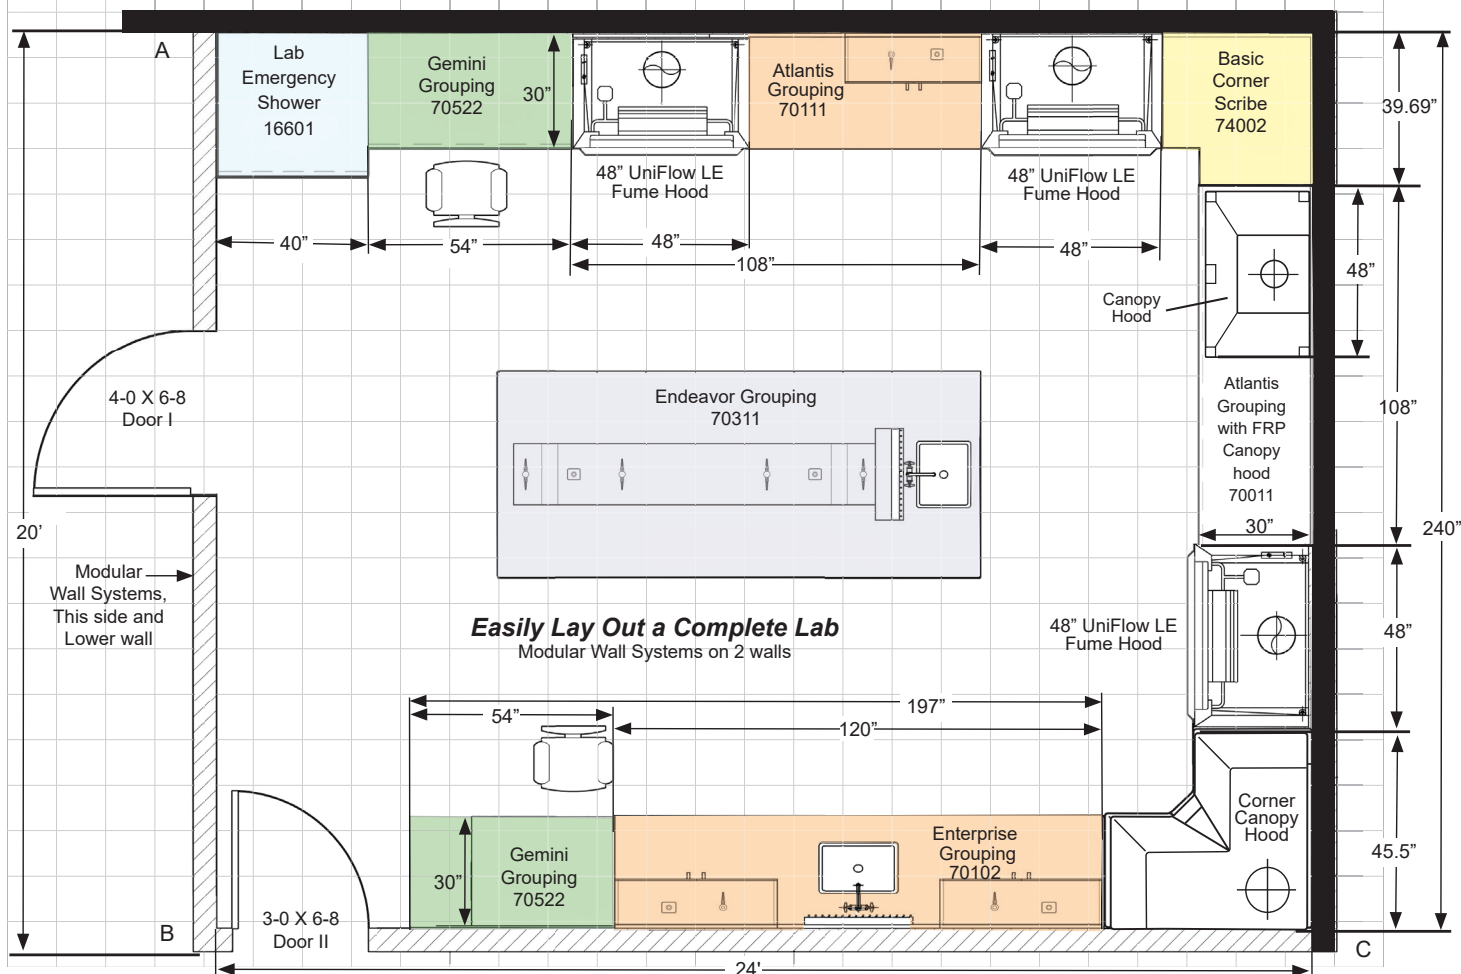 A
Lab
Emergency
Shower
16601
Gemini
Grouping
70522
30”
Atlantis
Grouping
70111
Basic
Corner
Scribe
74002
39.69”
48” UniFlow LE
Fume Hood
48” UniFlow LE
Fume Hood
40”
54”
48”
108”
48”
48”
Canopy
Hood
4-0 X 6-8
Door I
Endeavor Grouping
70311
Atlantis
Grouping
with FRP
Canopy
hood
70011
30”
108”
240”
20’
Modular
Wall Systems,
This side and
Lower wall
Easily Lay Out a Complete Lab
Modular Wall Systems on 2 walls
48” UniFlow LE
Fume Hood
48”
197”
54”
120”
Gemini
Grouping
70522
30”
Enterprise
Grouping
70102
Corner
Canopy
Hood
45.5”
3-0 X 6-8
Door II
B
C
24'